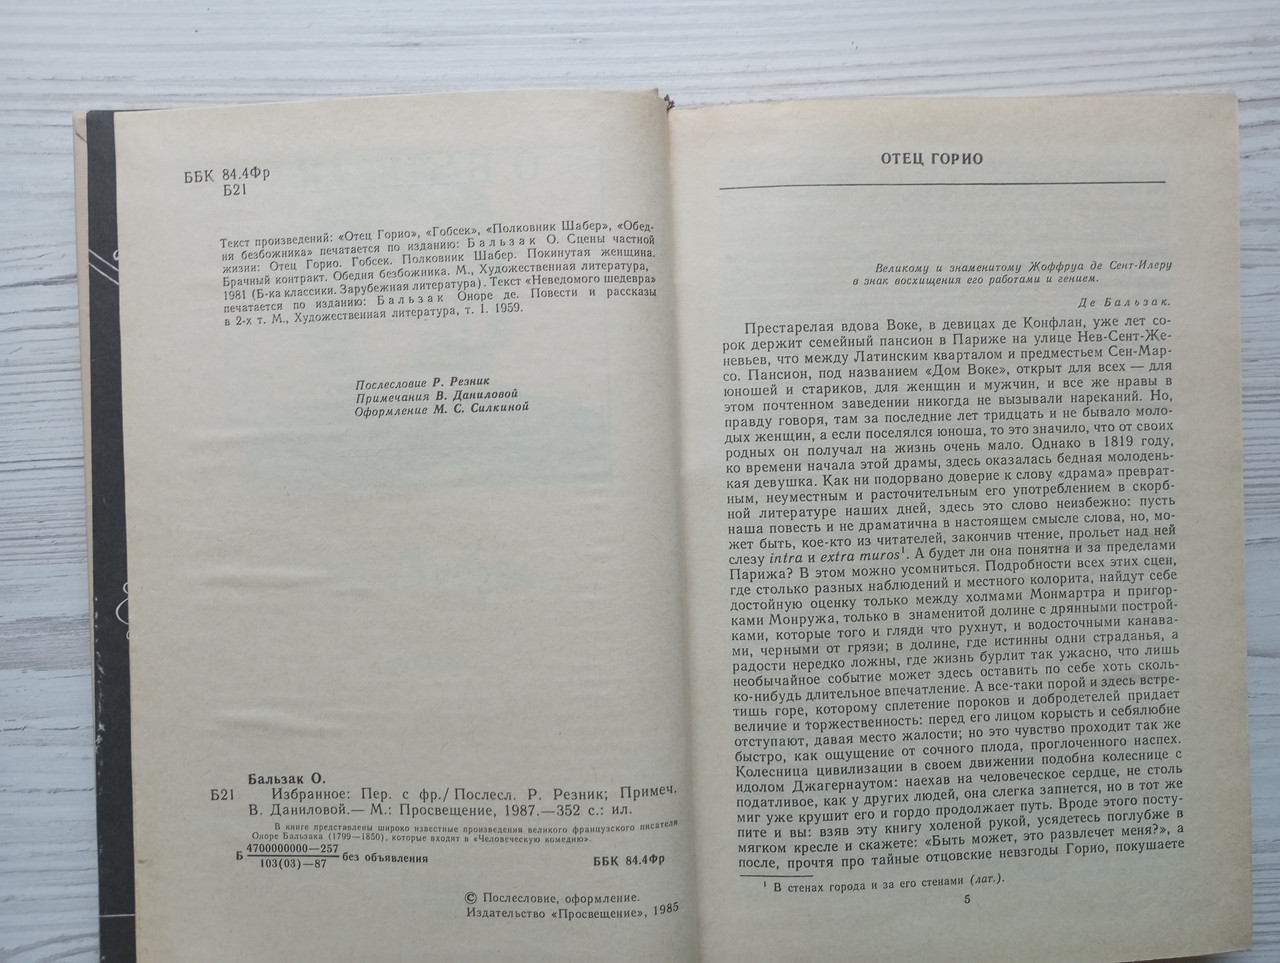 ББК 84.4Фр
Б21
Текст произведений: «Отец Горио», «Гобсек», «Полковник Шабер», «Обед-
ня безбожника» печатается по изданию: Бальзак О. Сцены частной
жизни: Отец Горио. Гобсек. Полковник Шабер. Покинутая женщина.
Брачный контракт. Обедня безбожника. М., Художественная литература,
1981 (Б-ка классики. Зарубежная литература). Текст «Неведомого шедевра»
печатается по изданию: Бальзак Оноре де. Повести и рассказы
в 2-х т. М., Художественная литература, т. I. 1959.
Послесловие Р. Резник
Примечания В. Даниловой
Оформление М. С. Силкиной
Бальзак О.
Б21 Избранное: Пер. с фр./ Послесл. Р. Резник; Примеч.
В. Даниловой.— М.: Просвещение, 1987.—352 с.: ил.
В книге представлены широко известные произведения великого французского писателя
Оноре Бальзака (1799—1850), которые входят в «Человеческую комедию».
Б 4700000000—257
103(03)—87 без объявления
ББК 84.4Фр
© Послесловие, оформление.
Издательство «Просвещение», 1985
ОТЕЦ ГОРИО
Великому и знаменитому Жоффруа де Сент-Илеру
в знак восхищения его работами и гением.
Де Бальзак.
Престарелая вдова Воке, в девицах де Конфлан, уже лет со-
рок держит семейный пансион в Париже на улице Нев-Сент-Же-
невьев, что между Латинским кварталом и предместьем Сен-Мар-
со. Пансион, под названием «Дом Воке», открыт для всех — для
юношей и стариков, для женщин и мужчин, и все же нравы в
этом почтенном заведении никогда не вызывали нареканий. Но,
правду говоря, там за последние лет тридцать и не бывало моло-
дых женщин, а если поселялся юноша, то это значило, что от своих
родных он получал на жизнь очень мало. Однако в 1819 году,
ко времени начала этой драмы, здесь оказалась бедная молодень-
кая девушка. Как ни подорвано доверие к слову «драма» преврат-
ным, неуместным и расточительным его употреблением в скорб-
ной литературе наших дней, здесь это слово неизбежно: пусть
наша повесть и не драматична в настоящем смысле слова, но, мо-
жет быть, кое-кто из читателей, закончив чтение, прольет над ней
слезу intra и extra muros¹. А будет ли она понятна и за пределами
Парижа? В этом можно усомниться. Подробности всех этих сцен,
где столько разных наблюдений и местного колорита, найдут себе
достойную оценку только между холмами Монмартра и пригор-
ками Монружа, только в знаменитой долине с дрянными построй-
ками, которые того и гляди что рухнут, и водосточными канава-
ми, черными от грязи; в долине, где истинны одни страданья, а
радости нередко ложны, где жизнь бурлит так ужасно, что лишь
необычайное событие может здесь оставить по себе хоть сколь-
ко-нибудь длительное впечатление. А все-таки порой и здесь встре-
тишь горе, которому сплетение пороков и добродетелей придает
величие и торжественность: перед его лицом корысть и себялюбие
отступают, давая место жалости; но это чувство проходит так же
быстро, как ощущение от сочного плода, проглоченного наспех.
Колесница цивилизации в своем движении подобна колеснице с
идолом Джагернаутом: наехав на человеческое сердце, не столь
податливое, как у других людей, она слегка запнется, но в тот же
миг уже крушит его и гордо продолжает путь. Вроде этого посту-
пите и вы: взяв эту книгу холеной рукой, усядетесь поглубже в
мягком кресле и скажете: «Быть может, это развлечет меня?», а
после, прочтя про тайные отцовские невзгоды Горио, покушаете
¹ В стенах города и за его стенами (лат.).
5